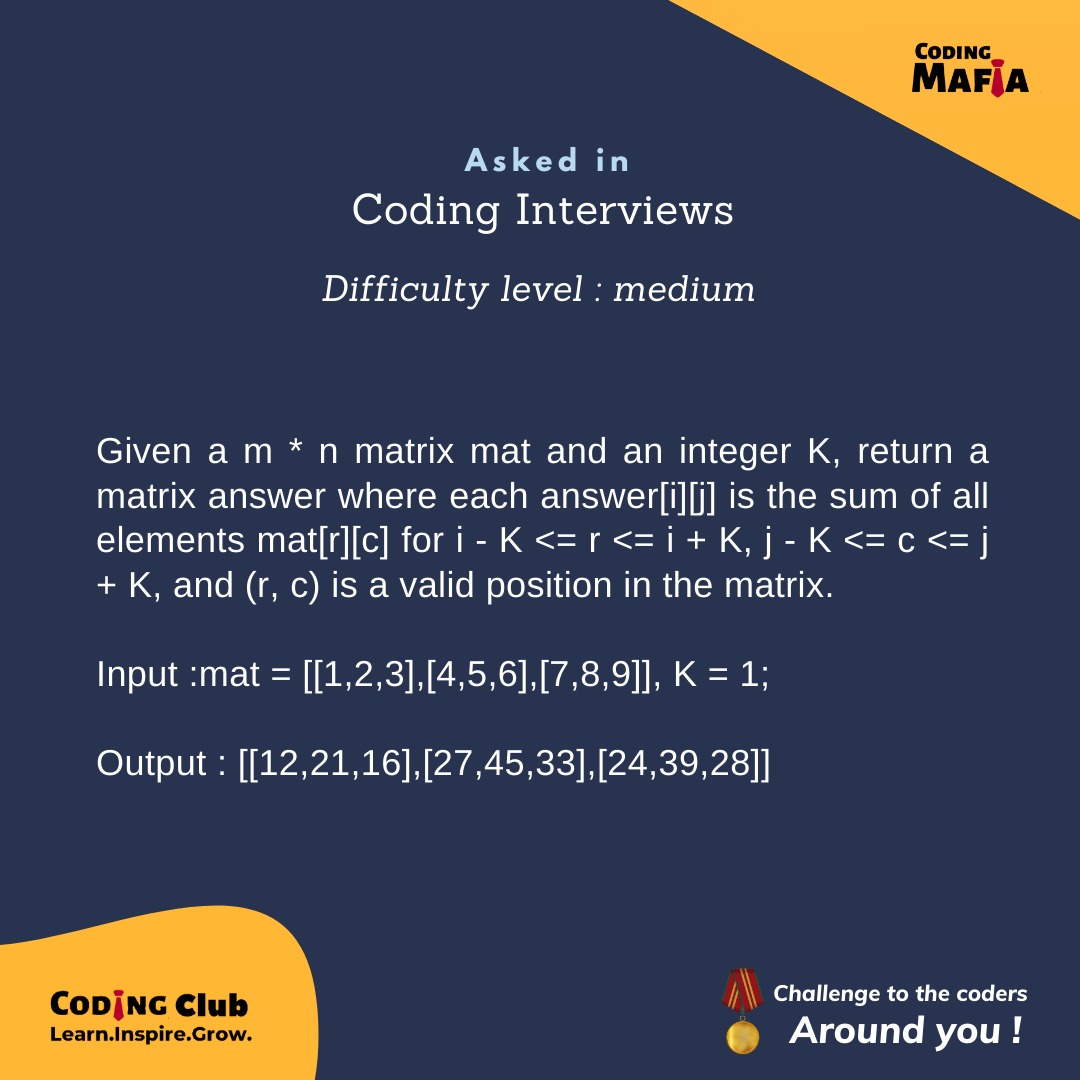 CODING
MAFIA
Asked in
Coding Interviews
Difficulty level : medium
Given a m * n matrix mat and an integer K, return a
matrix answer where each answer[i][j] is the sum of all
elements mat[r][c] for i - K <= r <= i + K, j - K <= c <= j
+ K, and (r, c) is a valid position in the matrix.
Input :mat = [[1,2,3],[4,5,6],[7,8,9]], K = 1;
Output : [[12,21,16],[27,45,33],[24,39,28]]
CODING Club
Learn.Inspire.Grow.
Challenge to the coders
Around you !